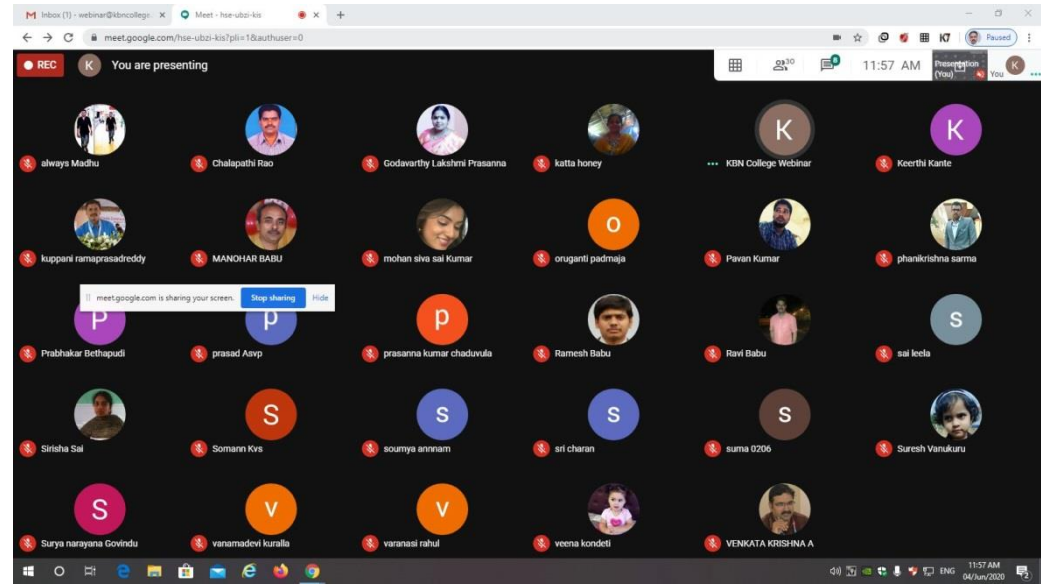 Inbox (1) - webinar@kbncollegr.
Meet - hse-ubzi-kis
meet.google.com/hse-ubzi-kis?pli=1&authuser=0
K7
Paused
REC
K
You are presenting
30
8
11:57 AM
Presentation
(You)
You
K
K
K
always Madhu
Chalapathi Rao
Godavarthy Lakshmi Prasanna
katta honey
KBN College Webinar
Keerthi Kante
o
kuppani ramaprasadreddy
MANOHAR BABU
mohan siva sai Kumar
oruganti padmaja
Pavan Kumar
phanikrishna sarma
meet.google.com is sharing your screen.
Stop sharing
Hide
P
p
p
s
Prabhakar Bethapudi
prasad Asvp
prasanna kumar chaduvula
Ramesh Babu
Ravi Babu
sai leela
S
s
s
s
Sirisha Sai
Somann Kvs
soumya annnam
sri charan
suma 0206
Suresh Vanukuru
S
v
v
Surya narayana Govindu
vanamadevi kuralla
varanasi rahul
veena kondeti
VENKATA KRISHNA A
ENG
11:57 AM
04/Jun/2020
2